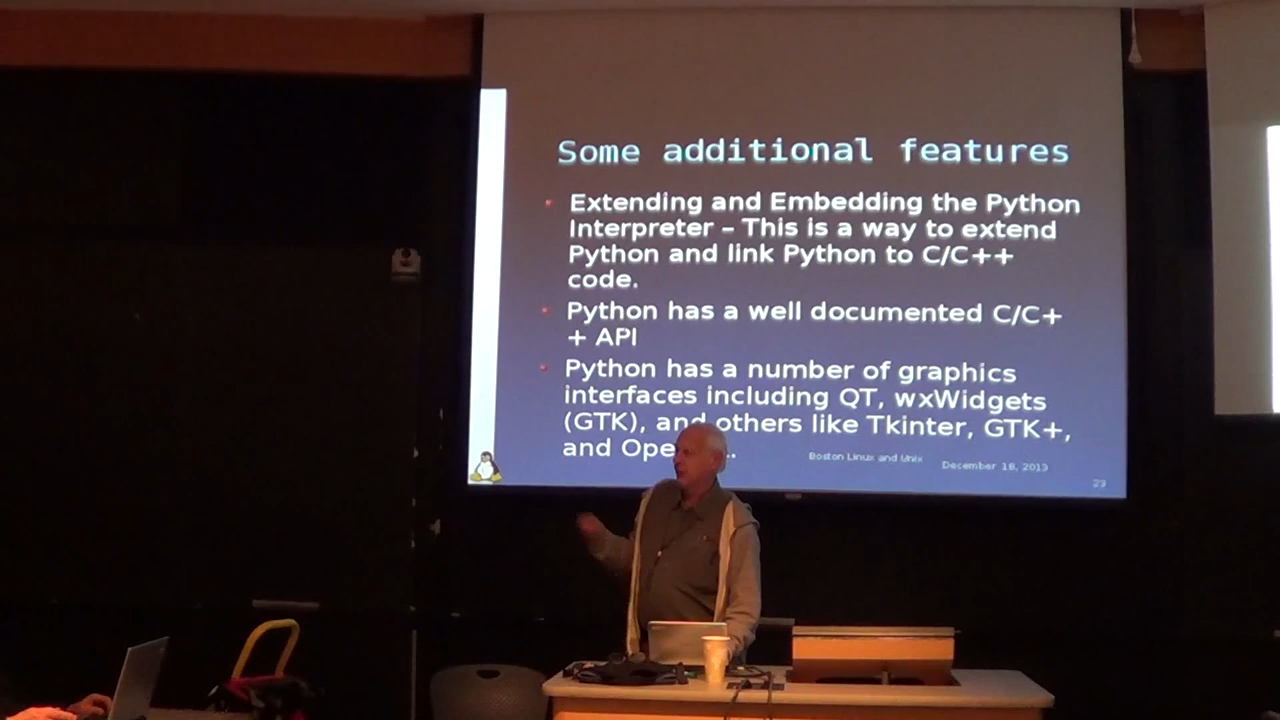 Some additional features
Extending and Embedding the Python
Interpreter – This is a way to extend
Python and link Python to C/C++
code.
Python has a well documented C/C+
+ API
Python has a number of graphics
interfaces including QT, wxWidgets
(GTK), and others like Tkinter, GTK+,
and
Boston Linux and Unix
December 18, 2013
23